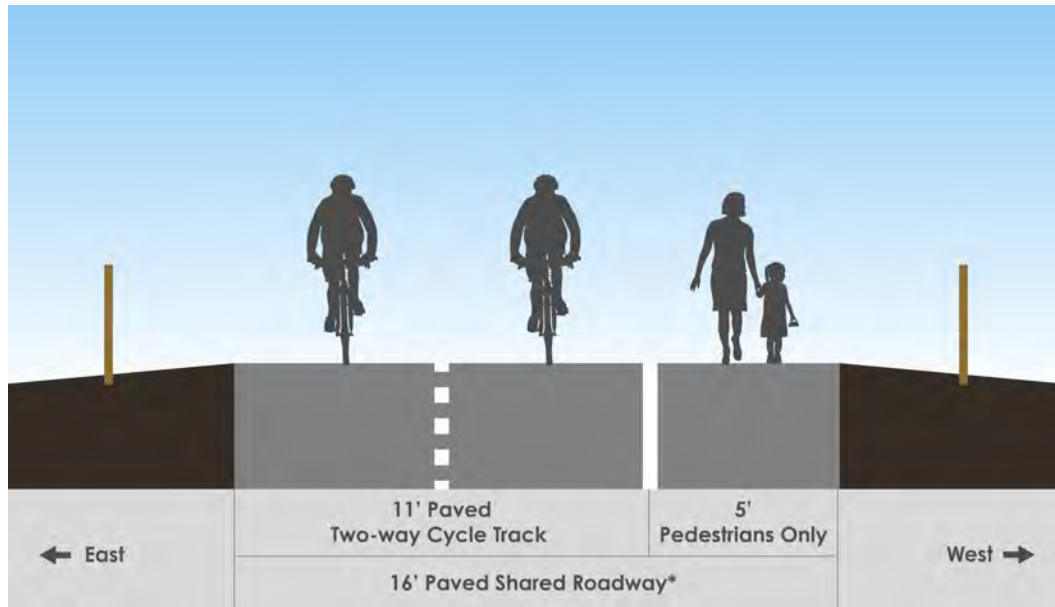 11' Paved
Two-way Cycle Track
5'
Pedestrians Only
← East
West →
16' Paved Shared Roadway*